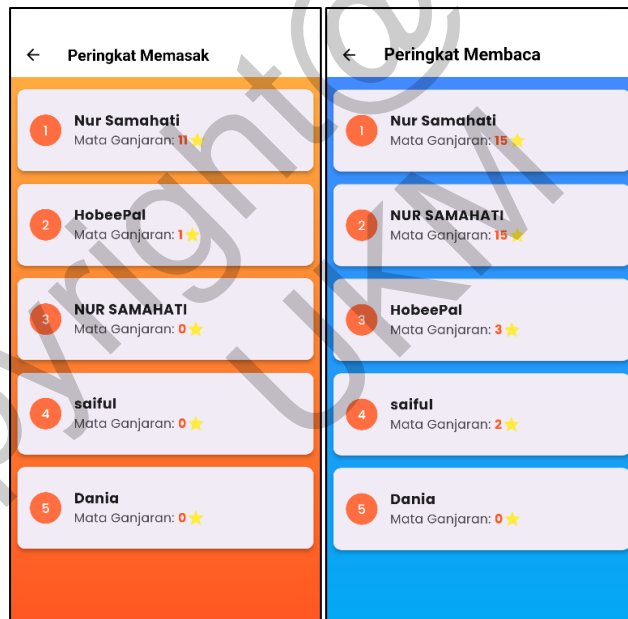 Peringkat Memasak
1
Nur Samahati
Mata Ganjaran: 11
2
HobeePal
Mata Ganjaran: 1
3
NUR SAMAHATI
Mata Ganjaran: 0
4
saiful
Mata Ganjaran: 0
5
Dania
Mata Ganjaran: 0
Peringkat Membaca
1
Nur Samahati
Mata Ganjaran: 15
2
NUR SAMAHATI
Mata Ganjaran: 15
3
HobeePal
Mata Ganjaran: 3
4
saiful
Mata Ganjaran: 2
5
Dania
Mata Ganjaran: 0
pyright@
UKM